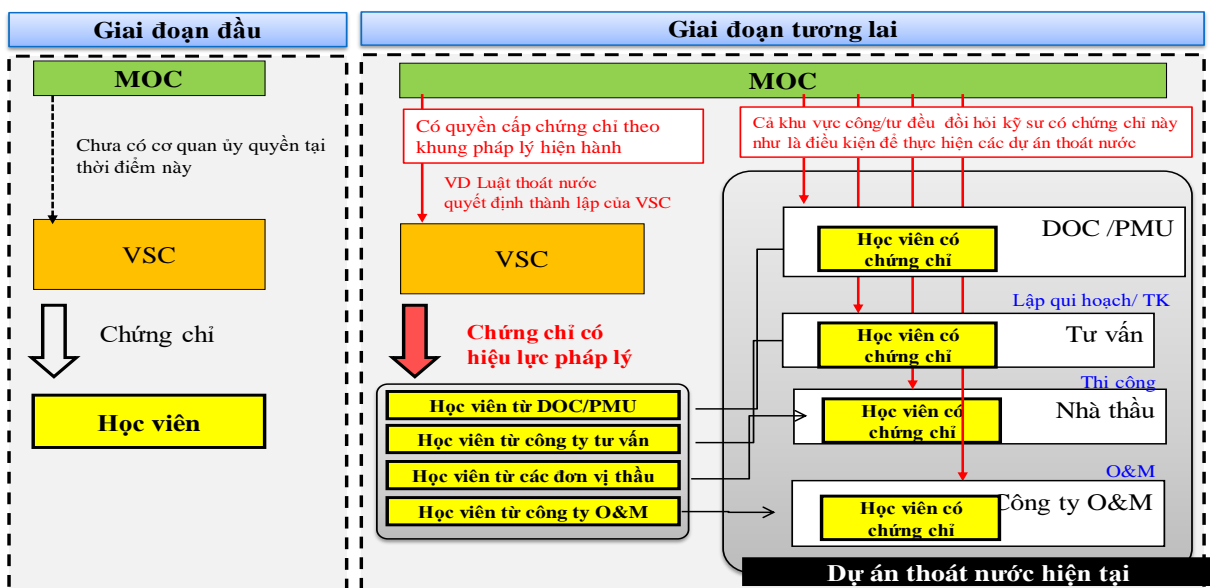 Giai đoạn đầu
MOC
Chưa có cơ quan ủy quyền tại
thời điểm này
VSC
Chứng chỉ
Học viên
Giai đoạn tương lai
MOC
Có quyền cấp chứng chỉ theo
khung pháp lý hiện hành
VD Luật thoát nước
quyết định thành lập của VSC
VSC
Chứng chỉ có
hiệu lực pháp lý
Học viên từ DOC/PMU
Học viên từ công ty tư vấn
Học viên từ các đơn vị thầu
Học viên từ công ty O&M
Cả khu vực công/tư đều đồi hỏi kỹ sư có chứng chỉ này
như là điều kiện để thực hiện các dự án thoát nước
DOC /PMU
Học viên có
chứng chỉ
Lập qui hoạch/ TK
Tư vấn
Học viên có
chứng chỉ
Thi công
Nhà thầu
Học viên có
chứng chỉ
O&M
Công ty O&M
Học viên có
chứng chỉ
Dự án thoát nước hiện tại